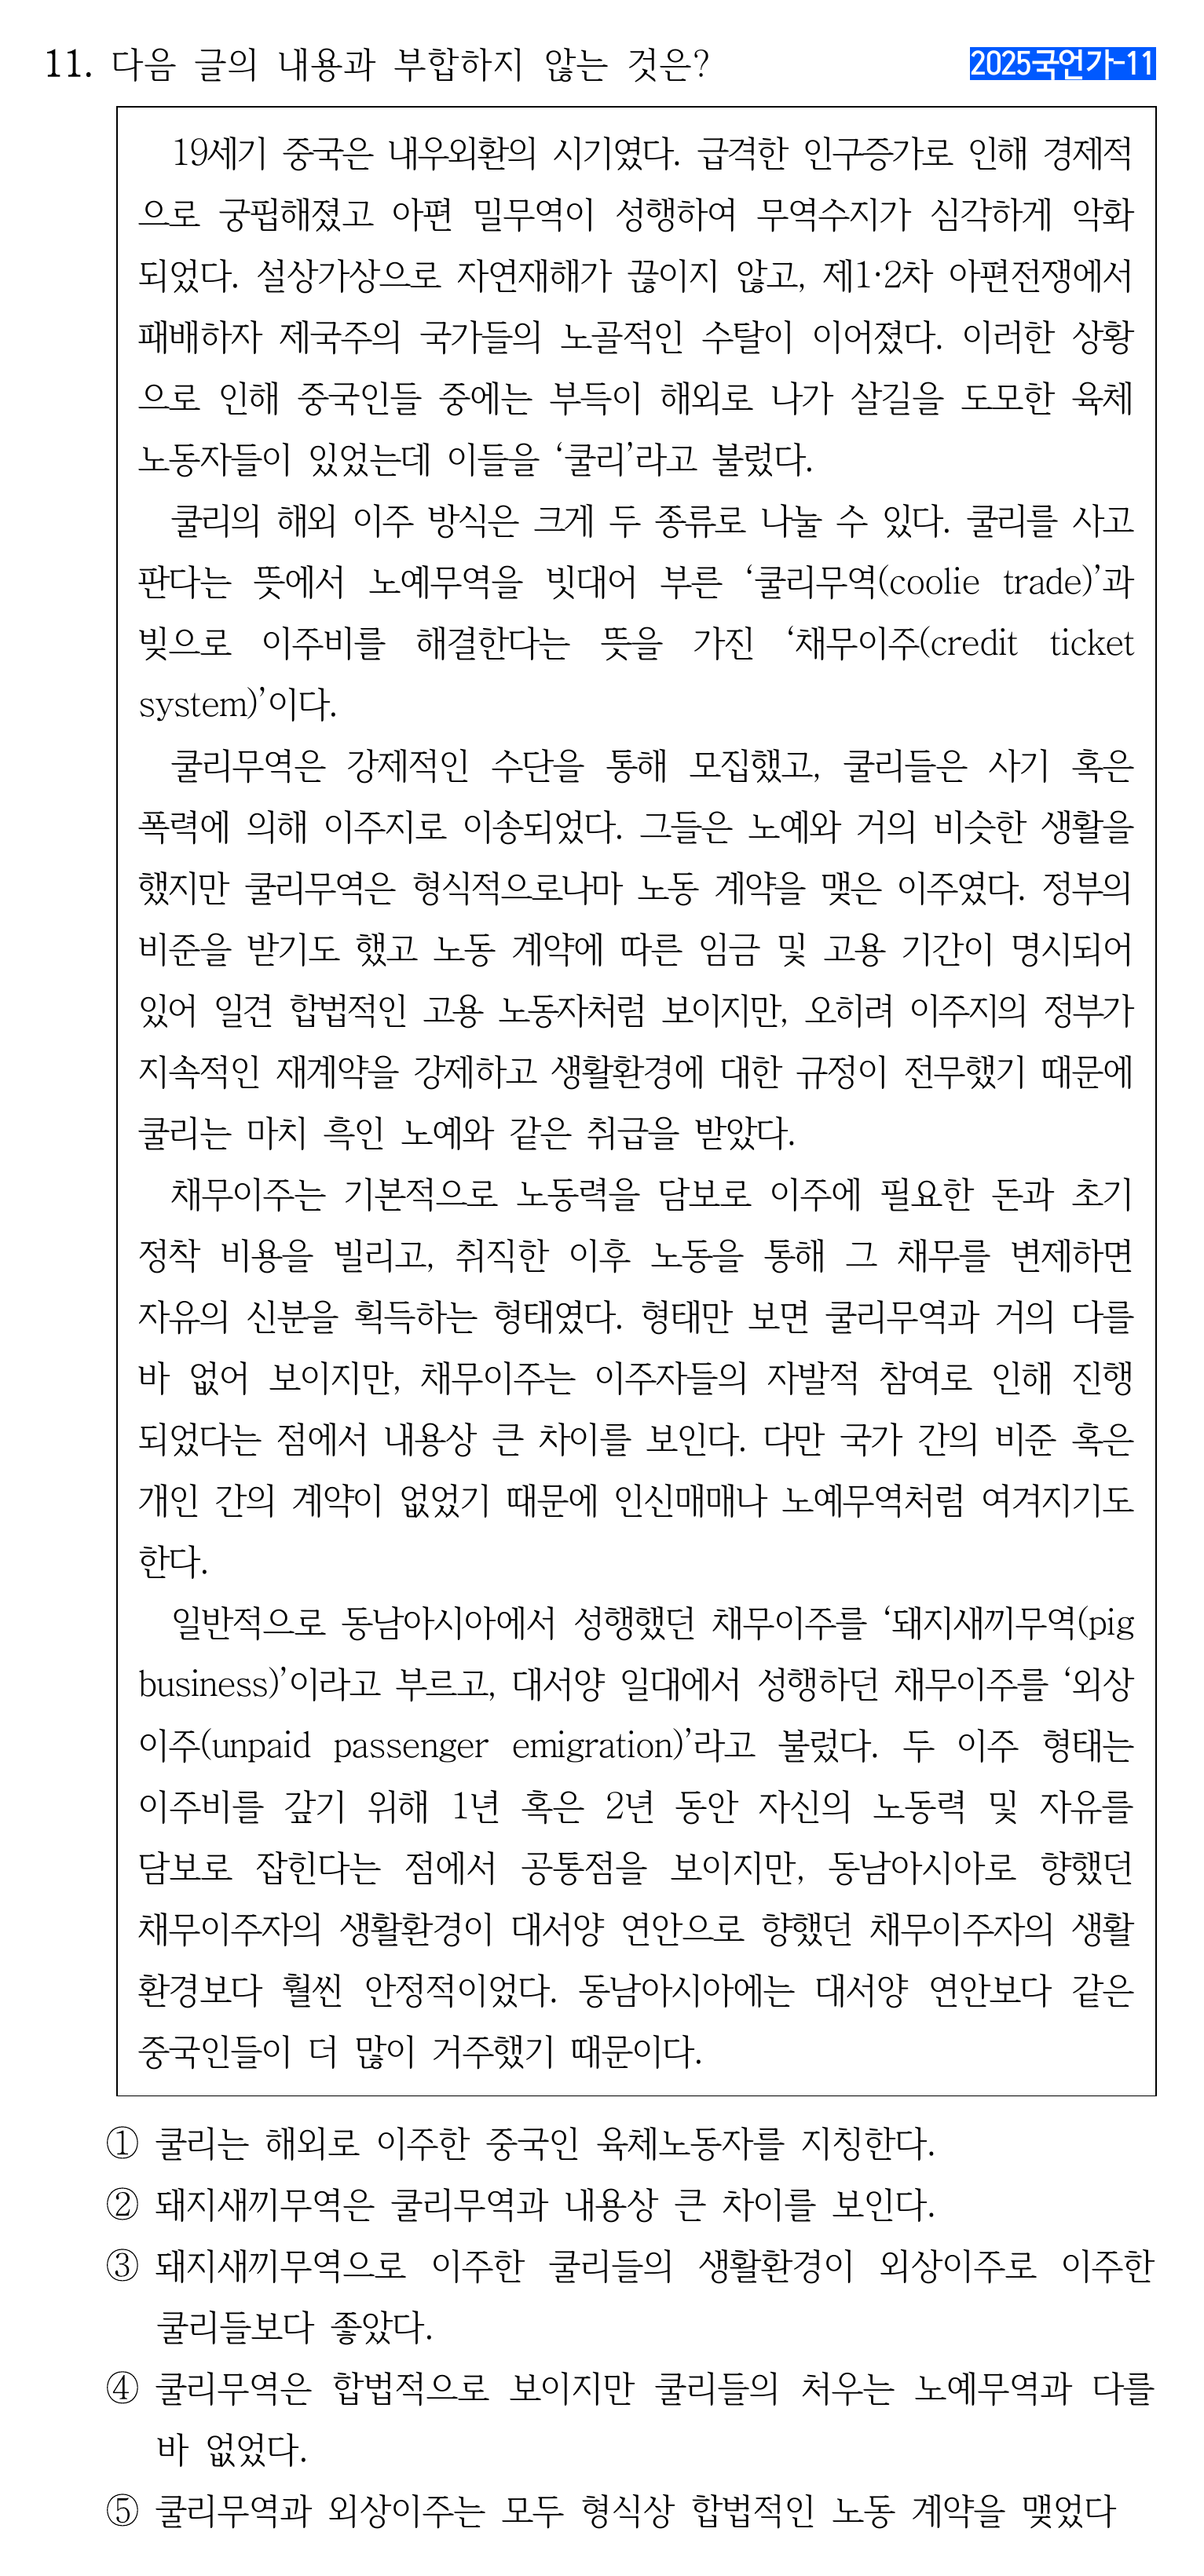 11. 다음 글의 내용과 부합하지 않는 것은?
2025국언가-11
19세기 중국은 내우외환의 시기였다. 급격한 인구증가로 인해 경제적
으로 궁핍해졌고 아편 밀무역이 성행하여 무역수지가 심각하게 악화
되었다. 설상가상으로 자연재해가 끊이지 않고, 제1·2차 아편전쟁에서
패배하자 제국주의 국가들의 노골적인 수탈이 이어졌다. 이러한 상황
으로 인해 중국인들 중에는 부득이 해외로 나가 살길을 도모한 육체
노동자들이 있었는데 이들을 ‘쿨리’라고 불렀다.
쿨리의 해외 이주 방식은 크게 두 종류로 나눌 수 있다. 쿨리를 사고
판다는 뜻에서 노예무역을 빗대어 부른 ‘쿨리무역(coolie trade)’과
빚으로 이주비를 해결한다는 뜻을 가진 ‘채무이주(credit ticket
system)’이다.
쿨리무역은 강제적인 수단을 통해 모집했고, 쿨리들은 사기 혹은
폭력에 의해 이주지로 이송되었다. 그들은 노예와 거의 비슷한 생활을
했지만 쿨리무역은 형식적으로나마 노동 계약을 맺은 이주였다. 정부의
비준을 받기도 했고 노동 계약에 따른 임금 및 고용 기간이 명시되어
있어 일견 합법적인 고용 노동자처럼 보이지만, 오히려 이주지의 정부가
지속적인 재계약을 강제하고 생활환경에 대한 규정이 전무했기 때문에
쿨리는 마치 흑인 노예와 같은 취급을 받았다.
채무이주는 기본적으로 노동력을 담보로 이주에 필요한 돈과 초기
정착 비용을 빌리고, 취직한 이후 노동을 통해 그 채무를 변제하면
자유의 신분을 획득하는 형태였다. 형태만 보면 쿨리무역과 거의 다를
바 없어 보이지만, 채무이주는 이주자들의 자발적 참여로 인해 진행
되었다는 점에서 내용상 큰 차이를 보인다. 다만 국가 간의 비준 혹은
개인 간의 계약이 없었기 때문에 인신매매나 노예무역처럼 여겨지기도
한다.
일반적으로 동남아시아에서 성행했던 채무이주를 ‘돼지새끼무역(pig
business)’이라고 부르고, 대서양 일대에서 성행하던 채무이주를 ‘외상
이주(unpaid passenger emigration)’라고 불렀다. 두 이주 형태는
이주비를 갚기 위해 1년 혹은 2년 동안 자신의 노동력 및 자유를
담보로 잡힌다는 점에서 공통점을 보이지만, 동남아시아로 향했던
채무이주자의 생활환경이 대서양 연안으로 향했던 채무이주자의 생활
환경보다 훨씬 안정적이었다. 동남아시아에는 대서양 연안보다 같은
중국인들이 더 많이 거주했기 때문이다.
① 쿨리는 해외로 이주한 중국인 육체노동자를 지칭한다.
② 돼지새끼무역은 쿨리무역과 내용상 큰 차이를 보인다.
③ 돼지새끼무역으로 이주한 쿨리들의 생활환경이 외상이주로 이주한
쿨리들보다 좋았다.
④ 쿨리무역은 합법적으로 보이지만 쿨리들의 처우는 노예무역과 다를
바 없었다.
⑤ 쿨리무역과 외상이주는 모두 형식상 합법적인 노동 계약을 맺었다